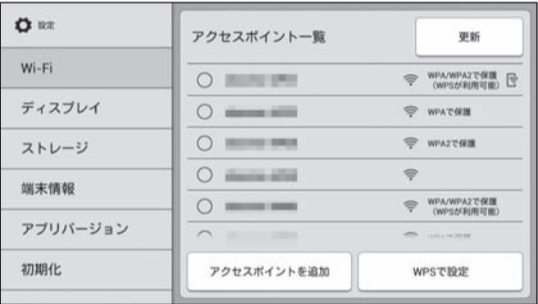 設定
Wi-Fi
ディスプレイ
ストレージ
端末情報
アプリバージョン
初期化
アクセスポイント一覧
更新
WPA/WPA2で保護
(WPSが利用可能)
WPAで保護
WPA2で保護
WPA/WPA2で保護
(WPSが利用可能)
アクセスポイントを追加
WPSで設定